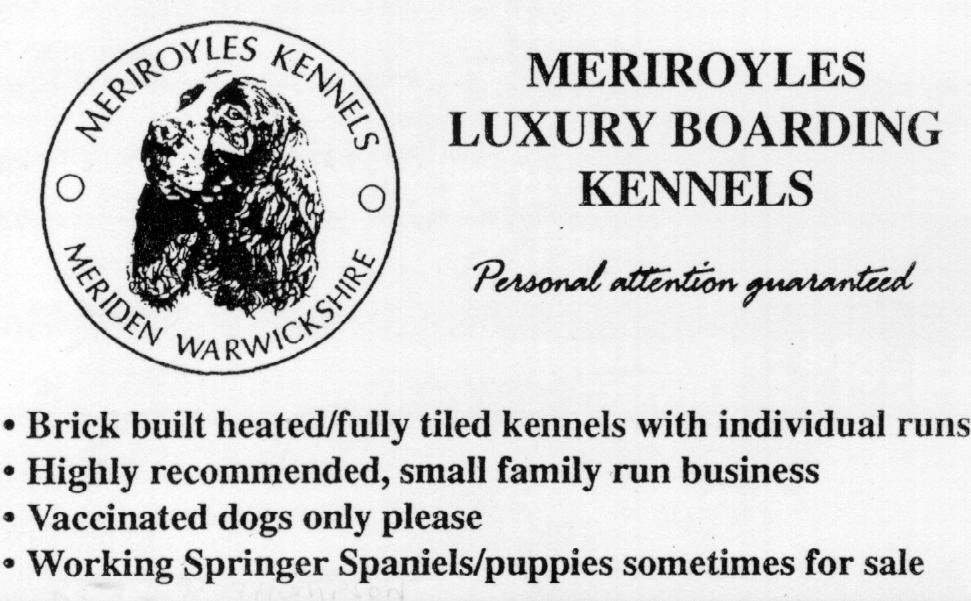 MERIROYLES KENNELS
MERIDEN WARWICKSHIRE
MERIROYLES
LUXURY BOARDING
KENNELS
Personal attention guaranteed
• Brick built heated/fully tiled kennels with individual runs
• Highly recommended, small family run business
• Vaccinated dogs only please
• Working Springer Spaniels/puppies sometimes for sale